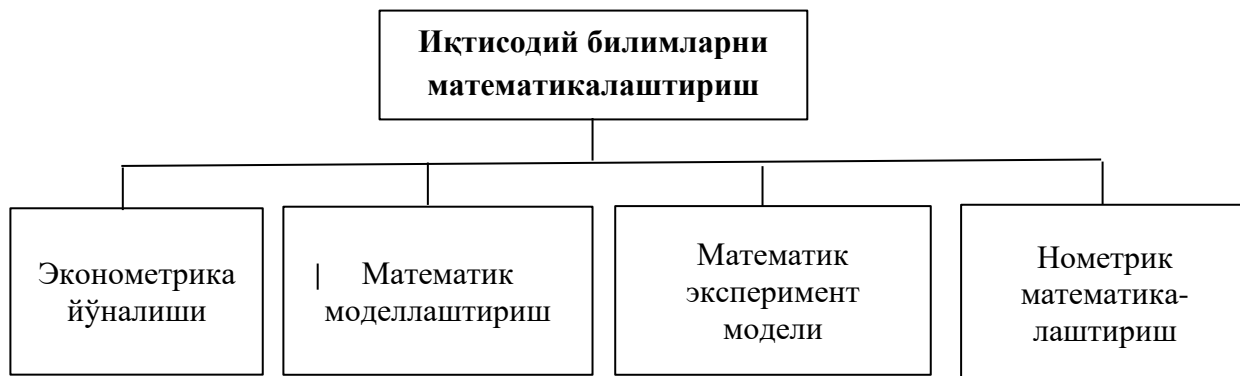 Иқтисодий билимларни
математикалаштириш
Эконометрика
йўналиши
Математик
моделлаштириш
Математик
эксперимент
модели
Нометрик
математика-
лаштириш